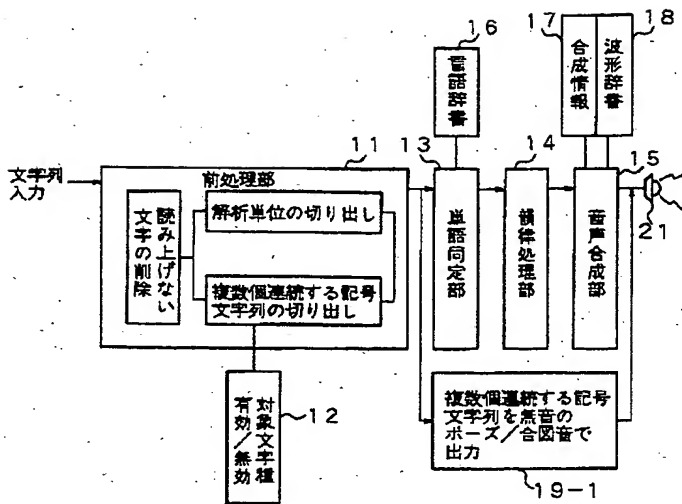 文字列
入力
11
前処理部
読み上げない
文字の削除
解析単位の切り出し
複数個連続する記号
文字列の切り出し
対象文字種
有効/無効
12
16
言語辞書
13
単語同定部
14
韻律処理部
17
合成情報
18
波形辞書
15
音声合成部
21
複数個連続する記号
文字列を無音の
ポーズ/合図音で
出力
19-1